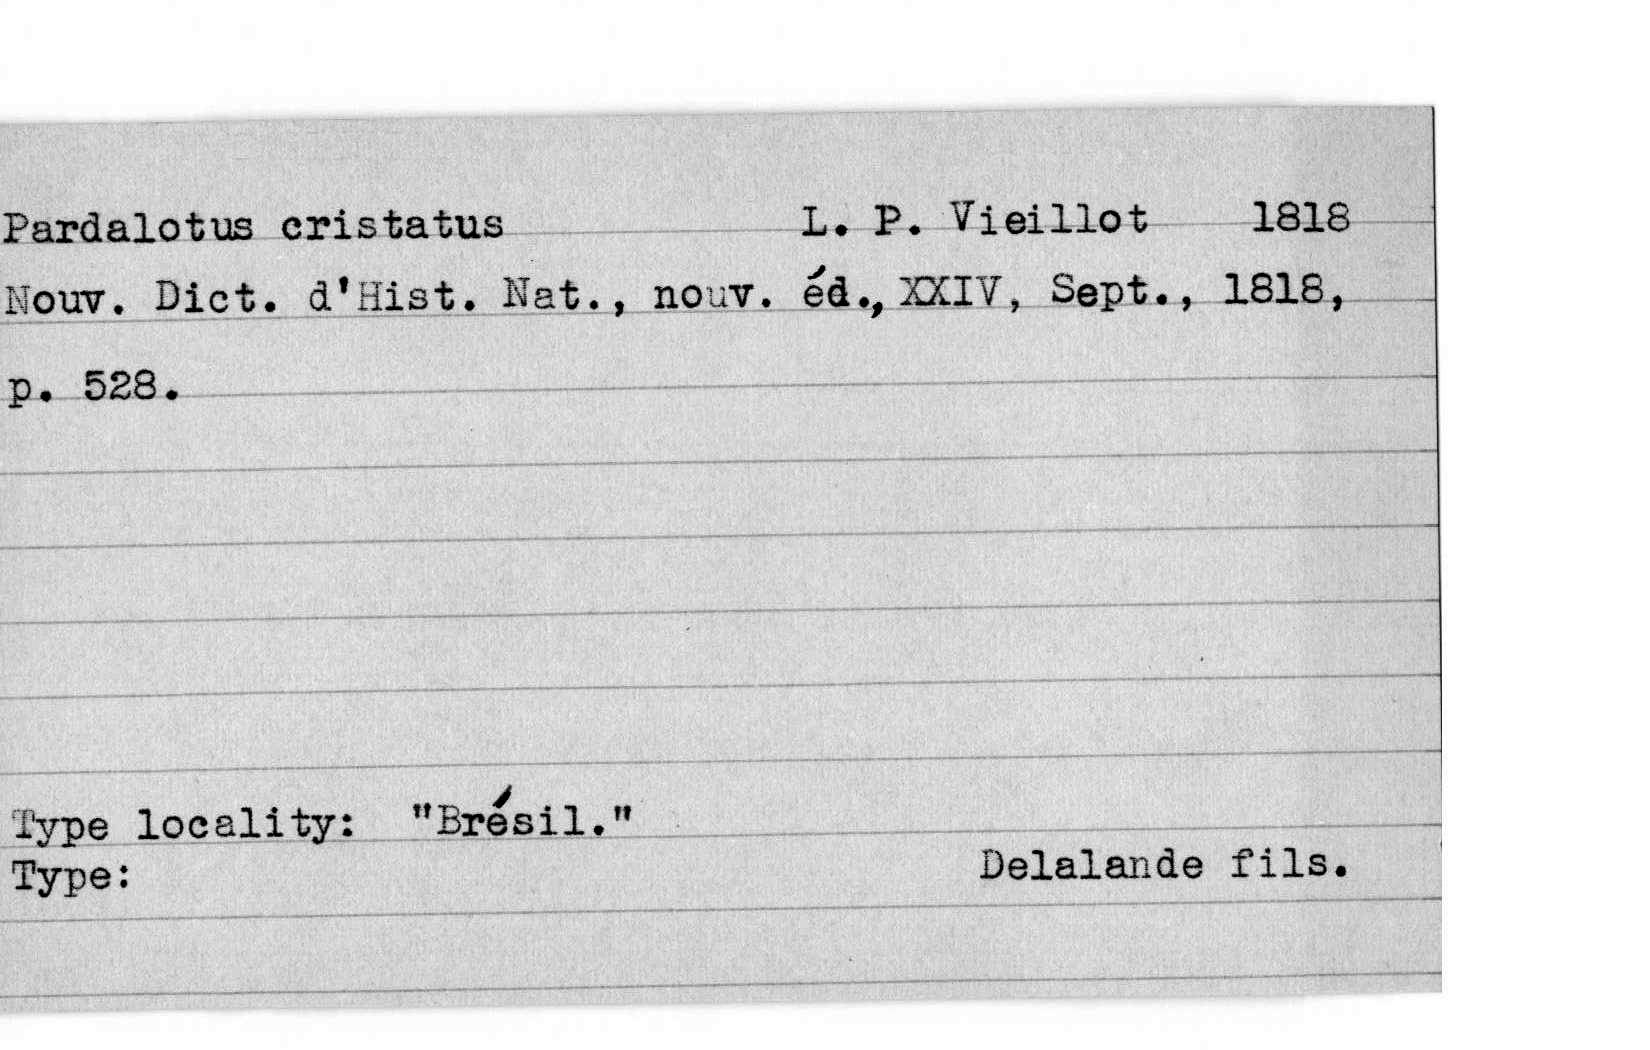 Pardalotus cristatus L. P. Vieillot 1818
Nouv. Dict. d'Hist. Nat., nouv. éd., XXIV, Sept., 1818,
p. 528.
Type locality: "Brésil."
Type: Delalande fils.